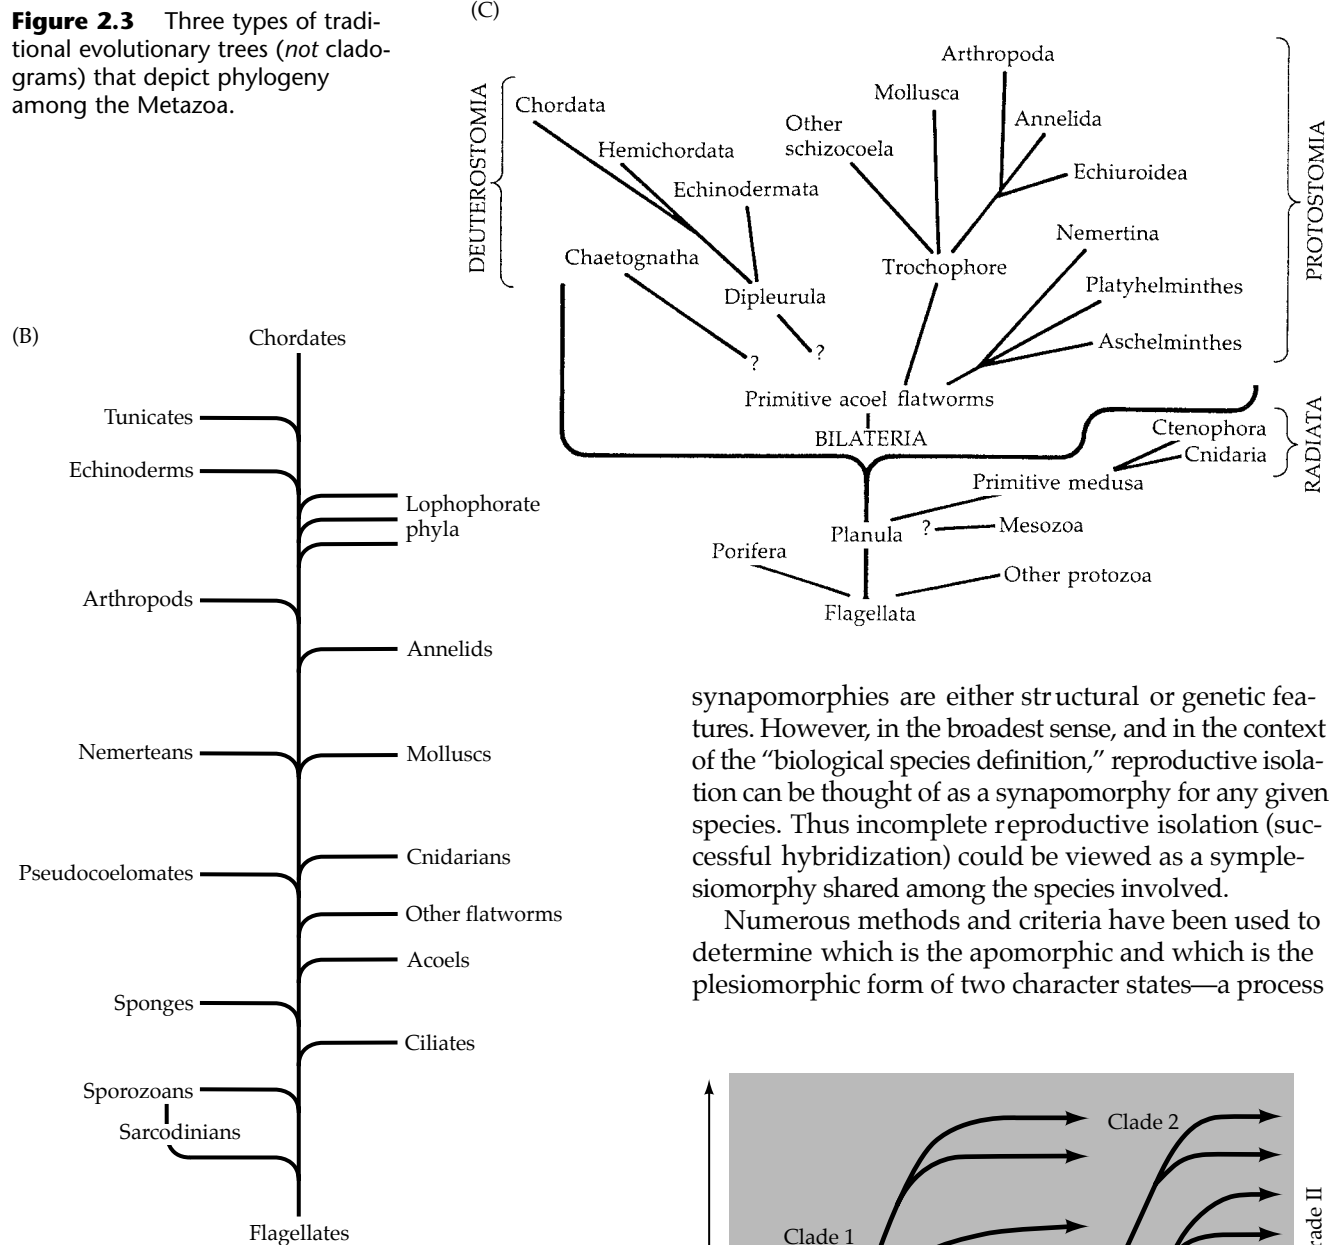 Figure 2.3 Three types of tradi-
tional evolutionary trees (not clado-
grams) that depict phylogeny
among the Metazoa.
(C)
DEUTEROSTOMIA
Chordata
Hemichordata
Echinodermata
Chaetognatha
Dipleurula
?
?
Arthropoda
Mollusca
Other
schizocoela
Annelida
Echiuroidea
Trochophore
Nemertina
Platyhelminthes
Aschelminthes
PROTOSTOMIA
Primitive acoel flatworms
BILATERIA
Ctenophora
Cnidaria
RADIATA
Primitive medusa
Planula
? Mesozoa
Porifera
Other protozoa
Flagellata
(B)
Chordates
Tunicates
Echinoderms
Lophophorate
phyla
Arthropods
Annelids
Nemerteans
Molluscs
Cnidarians
Pseudocoelomates
Other flatworms
Acoels
Sponges
Ciliates
Sporozoans
Sarcodinians
Flagellates
synapomorphies are either structural or genetic fea-
tures. However, in the broadest sense, and in the context
of the “biological species definition,” reproductive isola-
tion can be thought of as a synapomorphy for any given
species. Thus incomplete reproductive isolation (suc-
cessful hybridization) could be viewed as a symple-
siomorphy shared among the species involved.
Numerous methods and criteria have been used to
determine which is the apomorphic and which is the
plesiomorphic form of two character states—a process
Clade 2
Clade 1
rade II